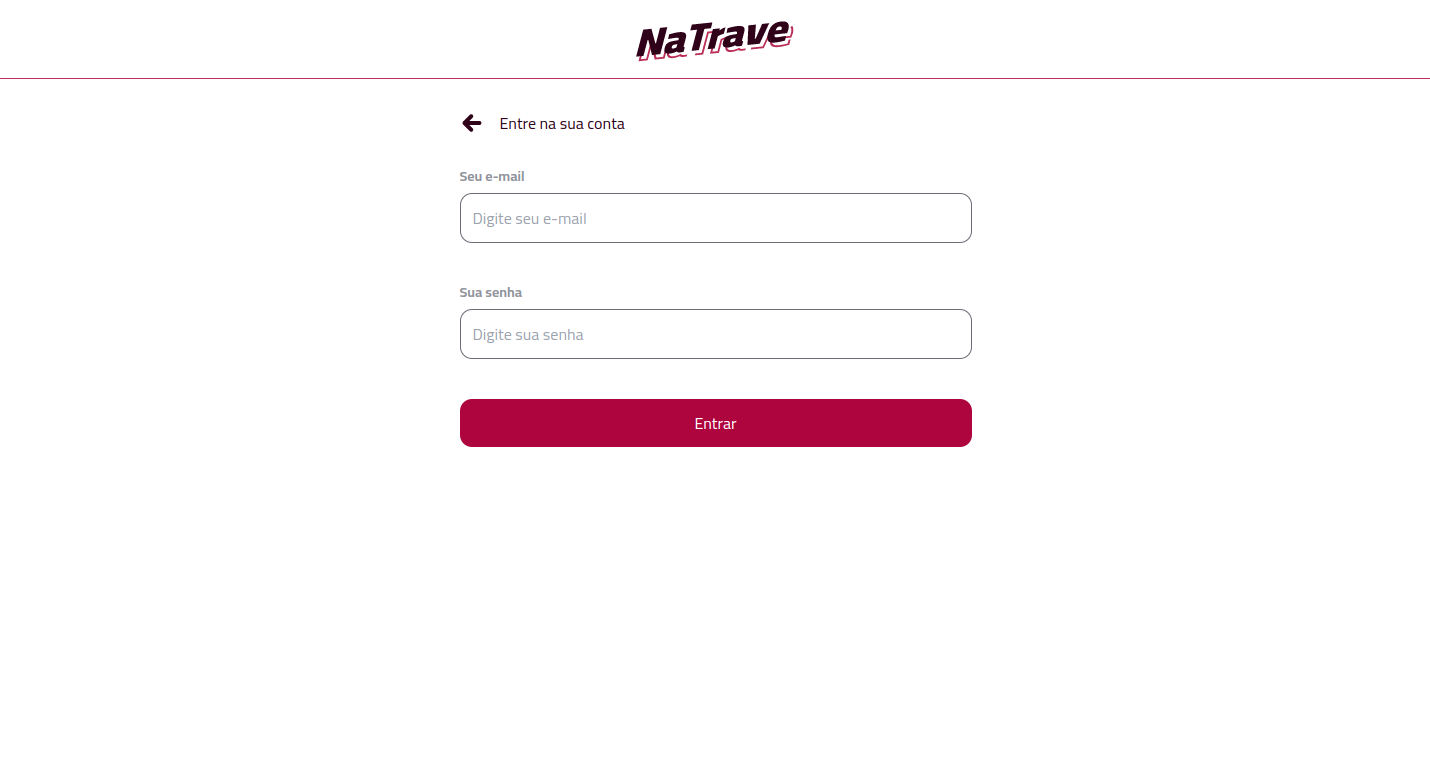 NaTrave
Entre na sua conta
Seu e-mail
Digite seu e-mail
Sua senha
Digite sua senha
Entrar